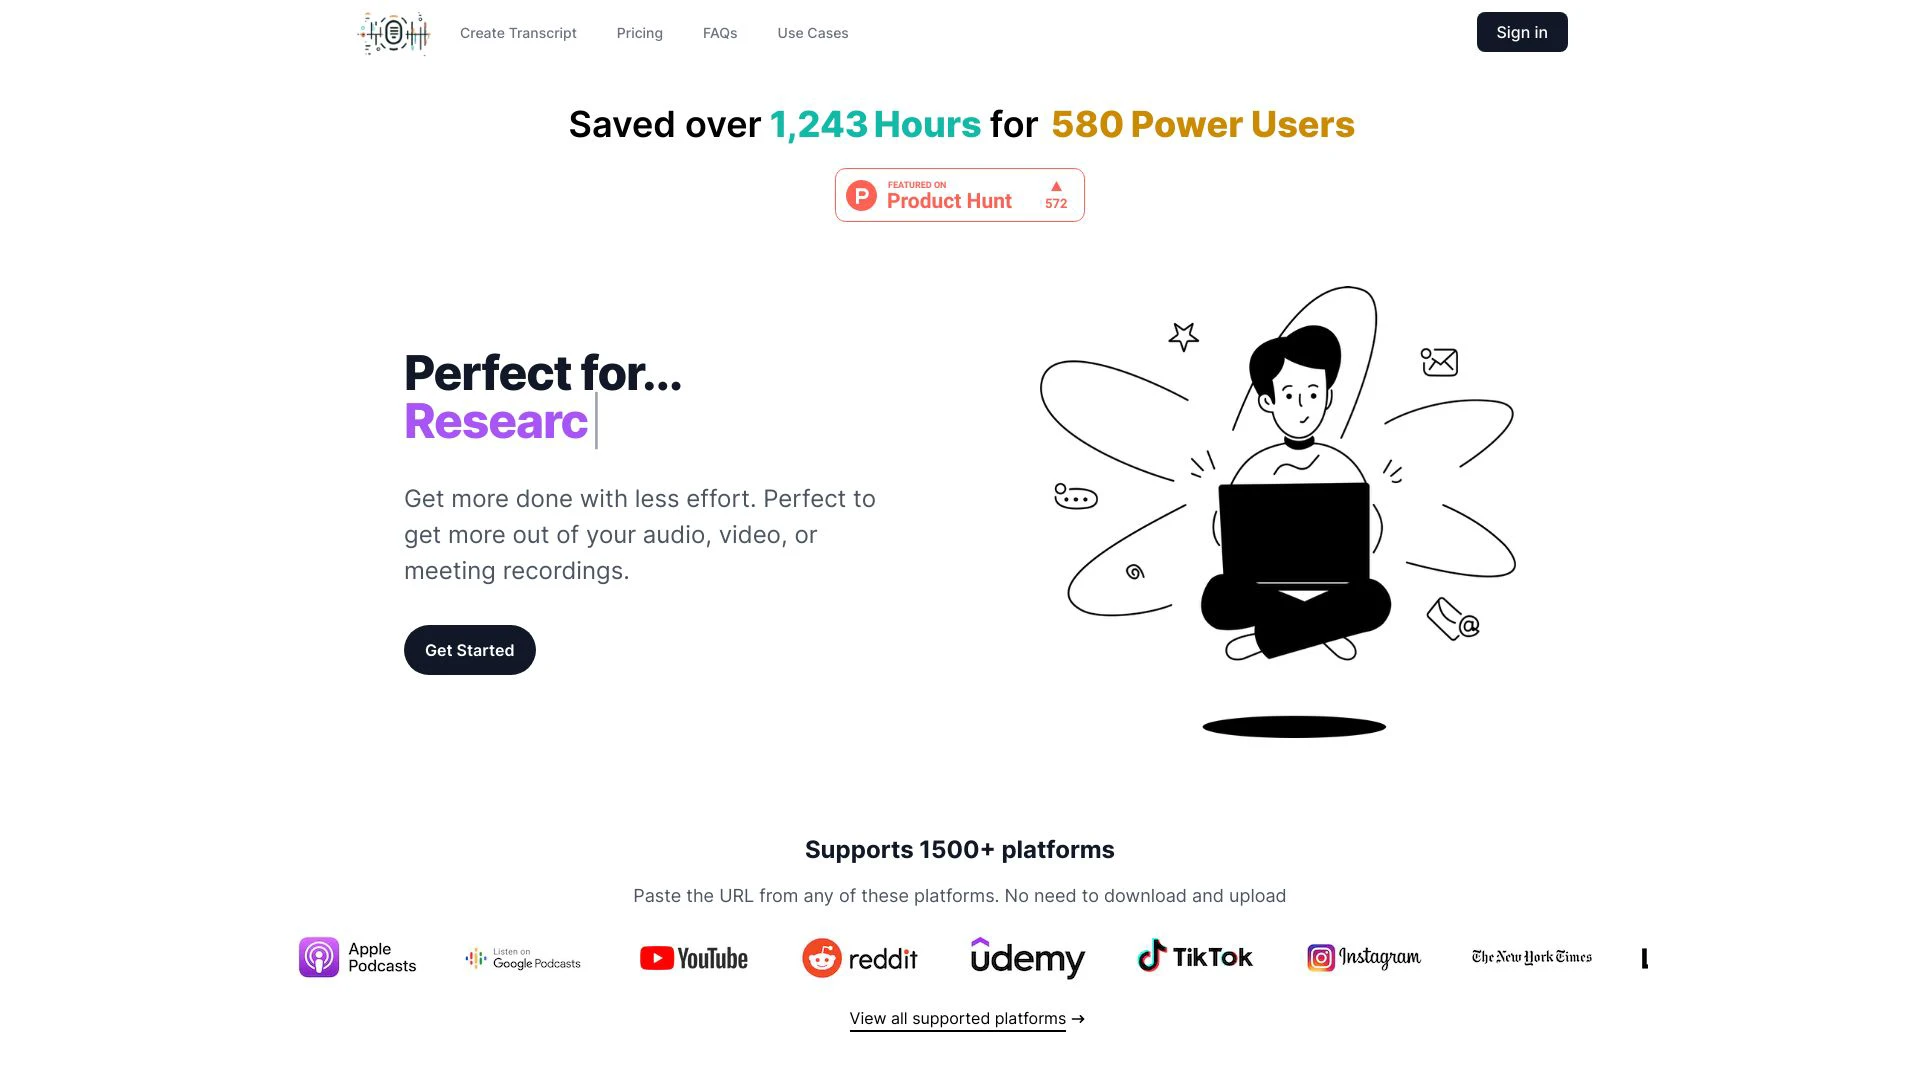 Create Transcript
Pricing
FAQs
Use Cases
Sign in
Saved over 1,243 Hours for 580 Power Users
FEATURED ON
Product Hunt
572
Perfect for...
Researc
Get more done with less effort. Perfect to
get more out of your audio, video, or
meeting recordings.
Get Started
Supports 1500+ platforms
Paste the URL from any of these platforms. No need to download and upload
Apple
Podcasts
Listen on
Google Podcasts
YouTube
reddit
udemy
TikTok
Instagram
The New York Times
View all supported platforms →